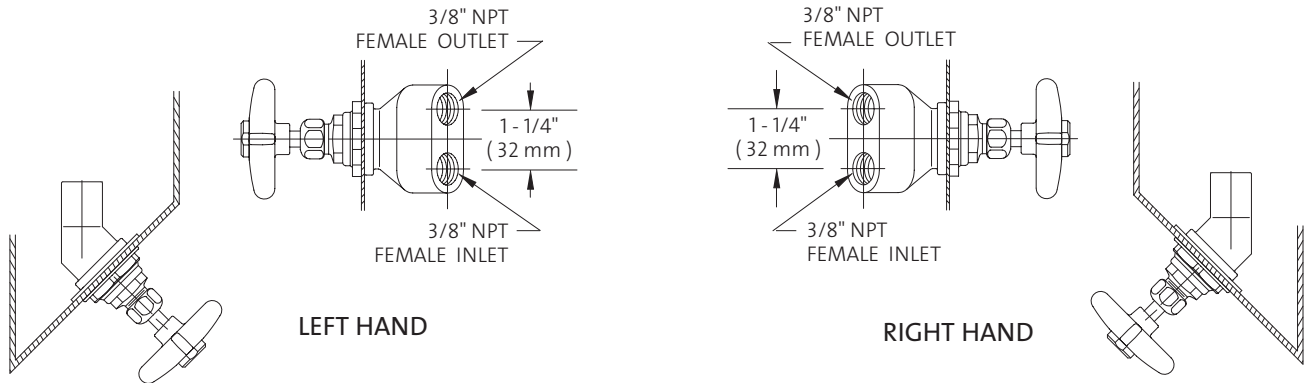 3/8" NPT
FEMALE OUTLET
1 - 1/4"
( 32 mm )
3/8" NPT
FEMALE INLET
LEFT HAND
3/8" NPT
FEMALE OUTLET
1 - 1/4"
( 32 mm )
3/8" NPT
FEMALE INLET
RIGHT HAND